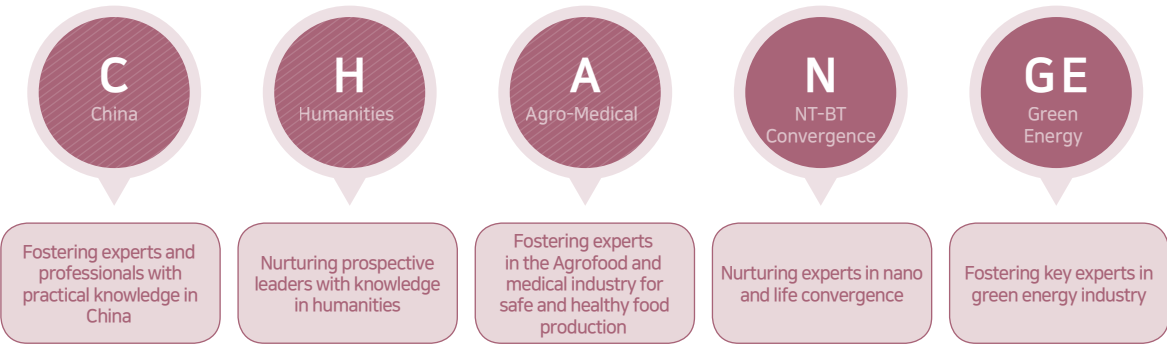 C
China
H
Humanities
A
Agro-Medical
N
NT-BT
Convergence
GE
Green
Energy
Fostering experts and
professionals with
practical knowledge in
China
Nurturing prospective
leaders with knowledge
in humanities
Fostering experts
in the Agrofood and
medical industry for
safe and healthy food
production
Nurturing experts in nano
and life convergence
Fostering key experts in
green energy industry